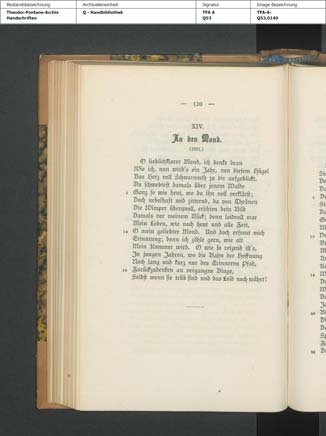 Bestandsbezeichnung
Archivalieneinheit
Signatur
Image-Bezeichnung
Theodor-Fontane-Archiv
Handschriften
Q - Handbibliothek
TFA A
Q53
TFA-A-
Q53,0140
— 120 —
XIV.
An den Mond.
(1831.)
O lieblichklarer Mond, ich denke dran
Wie ich, nun wird's ein Jahr, von diesem Hügel
Das Herz voll Schwermuth zu dir aufgeblickt.
Du schwebtest damals über jenem Walde
5 Ganz so wie heut, wo du ihn voll verklärst;
Doch nebelhaft und zitternd, da von Thränen
Die Wimper überquoll, erschien dein Bild
Damals vor meinem Blick; denn leidvoll war
Mein Leben, wie noch heut und alle Zeit,
10 O mein geliebter Mond. Und doch erfreut mich
Erinnerung; denn ich zähle gern, wie alt
Mein Kummer wird. O wie so reizend ist's,
In jungen Jahren, wo die Bahn der Hoffnung
Noch lang und kurz nur des Erinnerns Pfad,
15 Zurückzudenken an vergangne Dinge,
Selbst wenn sie trüb sind und das Leid noch währt!